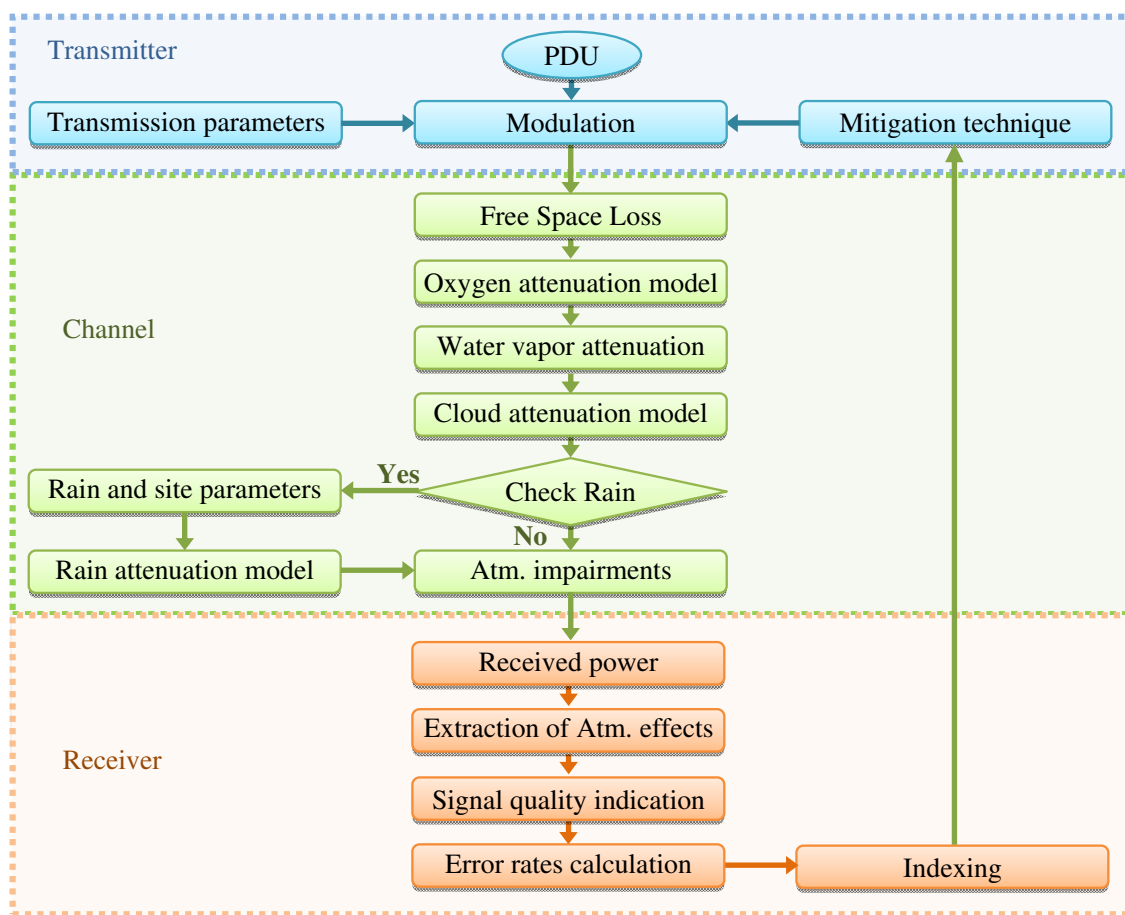 Transmitter
PDU
Transmission parameters
Modulation
Mitigation technique
Free Space Loss
Oxygen attenuation model
Channel
Water vapor attenuation
Cloud attenuation model
Yes
Rain and site parameters
Check Rain
No
Rain attenuation model
Atm. impairments
Received power
Extraction of Atm. effects
Receiver
Signal quality indication
Error rates calculation
Indexing